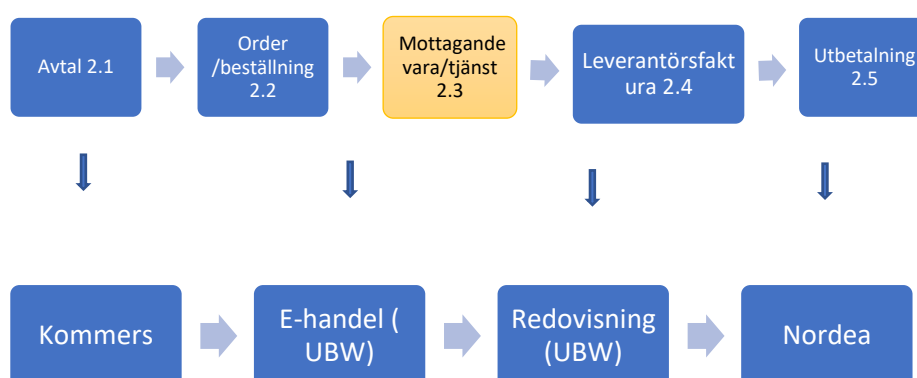 Avtal 2.1
Order
/beställning
2.2
Mottagande
vara/tjänst
2.3
Leverantörsfakt
ura 2.4
Utbetalning
2.5
Kommers
E-handel (
UBW)
Redovisning
(UBW)
Nordea